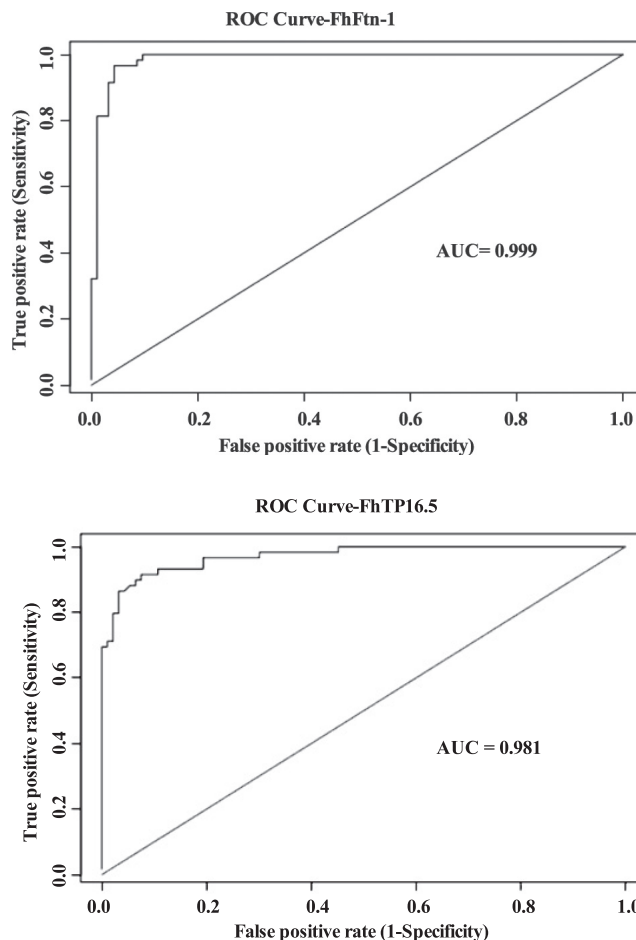 ROC Curve-FhFtn-1
True positive rate (Sensitivity)
1.0
0.8
0.6
0.4
0.2
0.0
AUC= 0.999
0.0 0.2 0.4 0.6 0.8 1.0
False positive rate (1-Specificity)
ROC Curve-FhTP16.5
True positive rate (Sensitivity)
1.0
0.8
0.6
0.4
0.2
0.0
AUC = 0.981
0.0 0.2 0.4 0.6 0.8 1.0
False positive rate (1-Specificity)